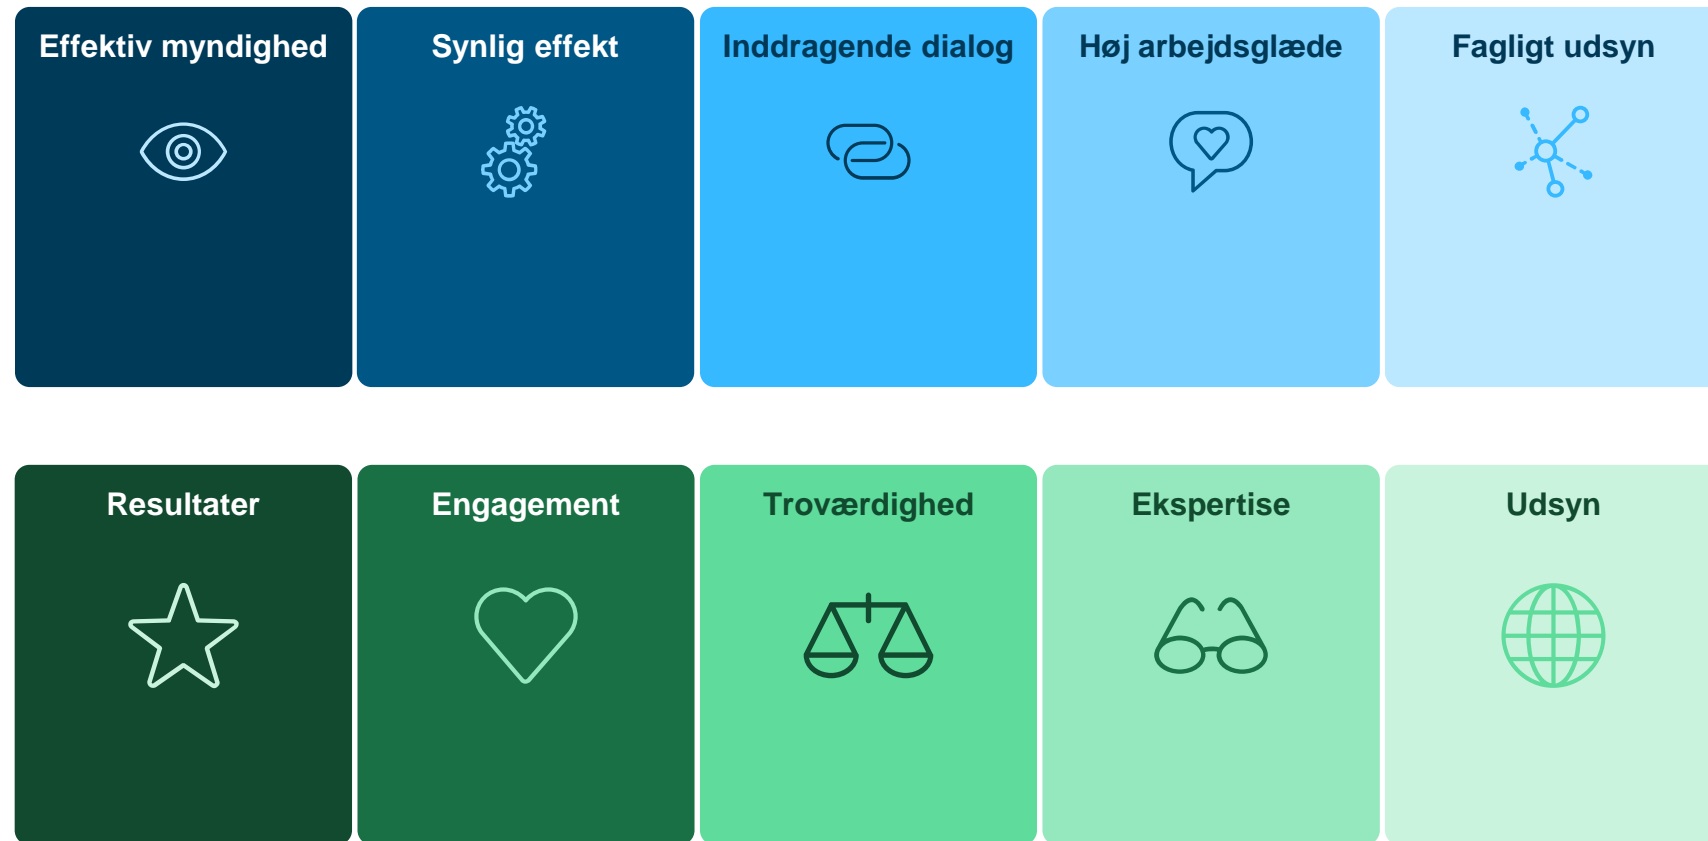 Effektiv myndighed
Synlig effekt
Inddragende dialog
Høj arbejdsglæde
Fagligt udsyn
Resultater
Engagement
Troværdighed
Ekspertise
Udsyn